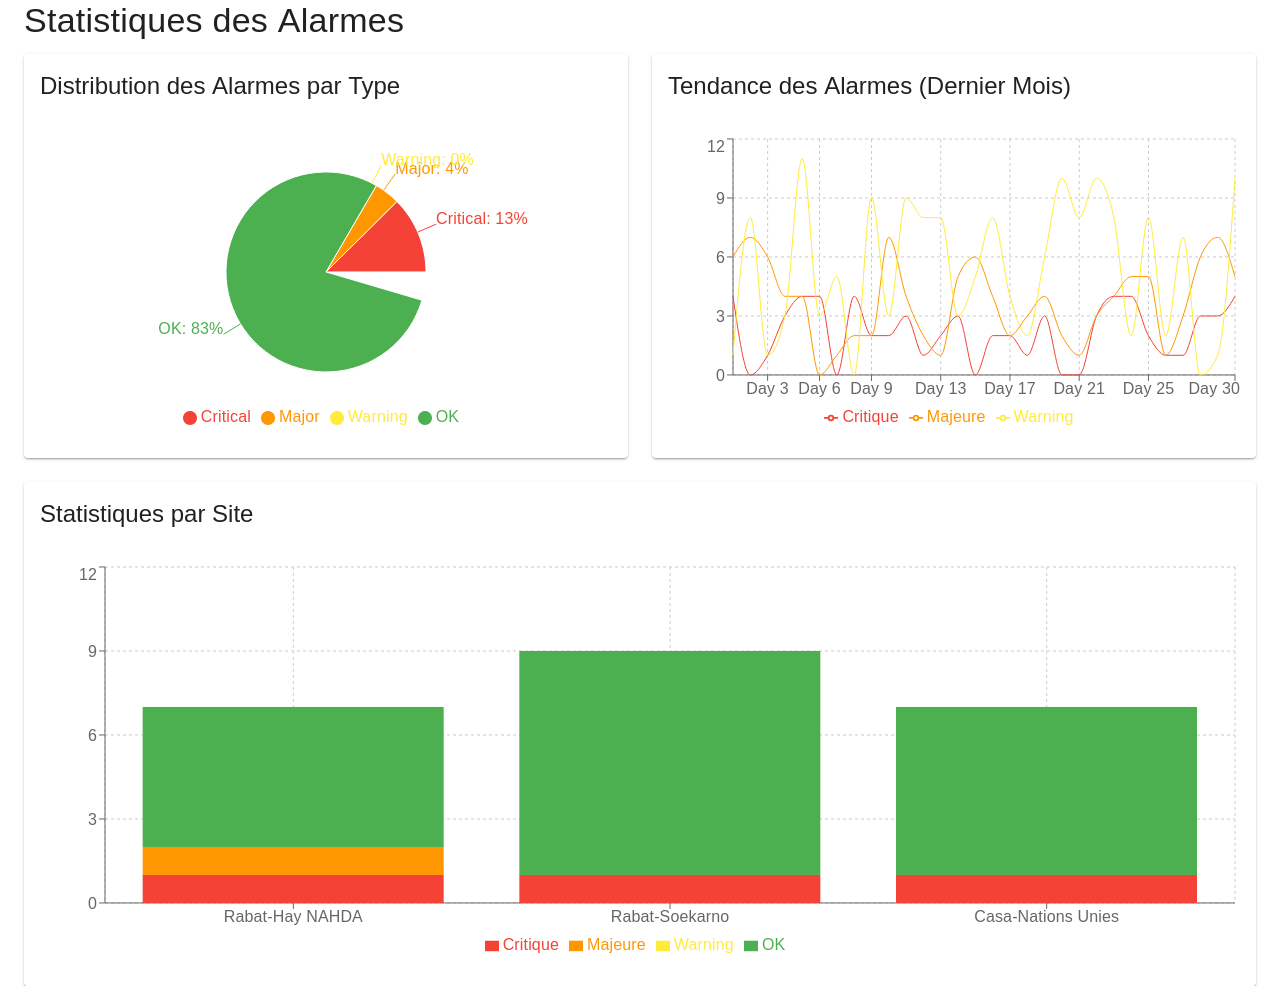 Statistiques des Alarmes
Distribution des Alarmes par Type
Warning: 0%
Major: 4%
Critical: 13%
OK: 83%
Critical Major Warning OK
Tendance des Alarmes (Dernier Mois)
12
9
6
3
0
Day 3 Day 6 Day 9 Day 13 Day 17 Day 21 Day 25 Day 30
Critique Majeure Warning
Statistiques par Site
12
9
6
3
0
Rabat-Hay NAHDA Rabat-Soekarno Casa-Nations Unies
Critique Majeure Warning OK